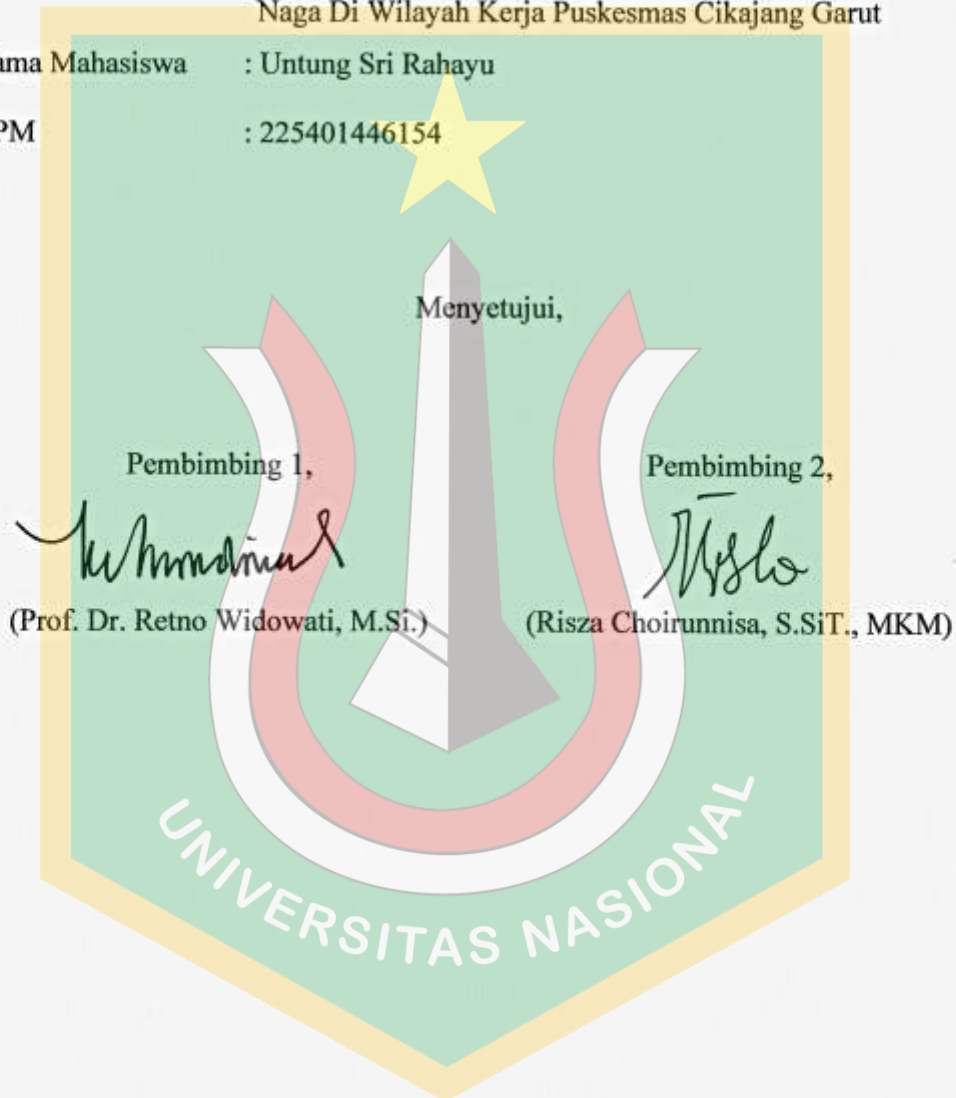 Naga Di Wilayah Kerja Puskesmas Cikajang Garut
ama Mahasiswa : Untung Sri Rahayu
PM : 225401446154
Menyetujui,
Pembimbing 1, Pembimbing 2,
(Prof. Dr. Retno Widowati, M.Si.) (Risza Choirunnisa, S.SiT., MKM)
UNIVERSITAS NASIONAL